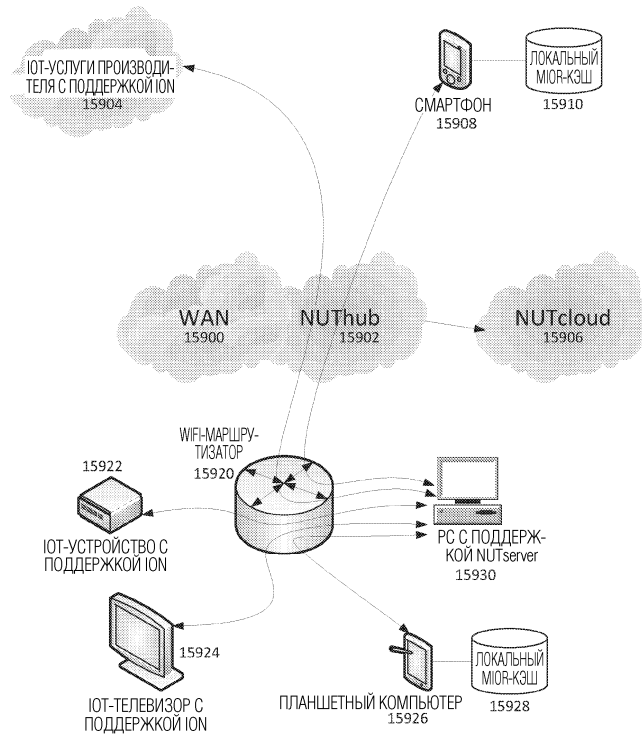 IOT-УСЛУГИ ПРОИЗВОДИ-
ТЕЛЯ С ПОДДЕРЖКОЙ ION
15904
СМАРТФОН
15908
ЛОКАЛЬНЫЙ
MIOR-КЭШ
15910
WAN
15900
NUThub
15902
NUTcloud
15906
WIFI-МАРШРУ-
ТИЗАТОР
15920
15922
IOT-УСТРОЙСТВО С
ПОДДЕРЖКОЙ ION
PC С ПОДДЕРЖ-
КОЙ NUTserver
15930
15924
IOT-ТЕЛЕВИЗОР С
ПОДДЕРЖКОЙ ION
ПЛАНШЕТНЫЙ КОМПЬЮТЕР
15926
ЛОКАЛЬНЫЙ
MIOR-КЭШ
15928